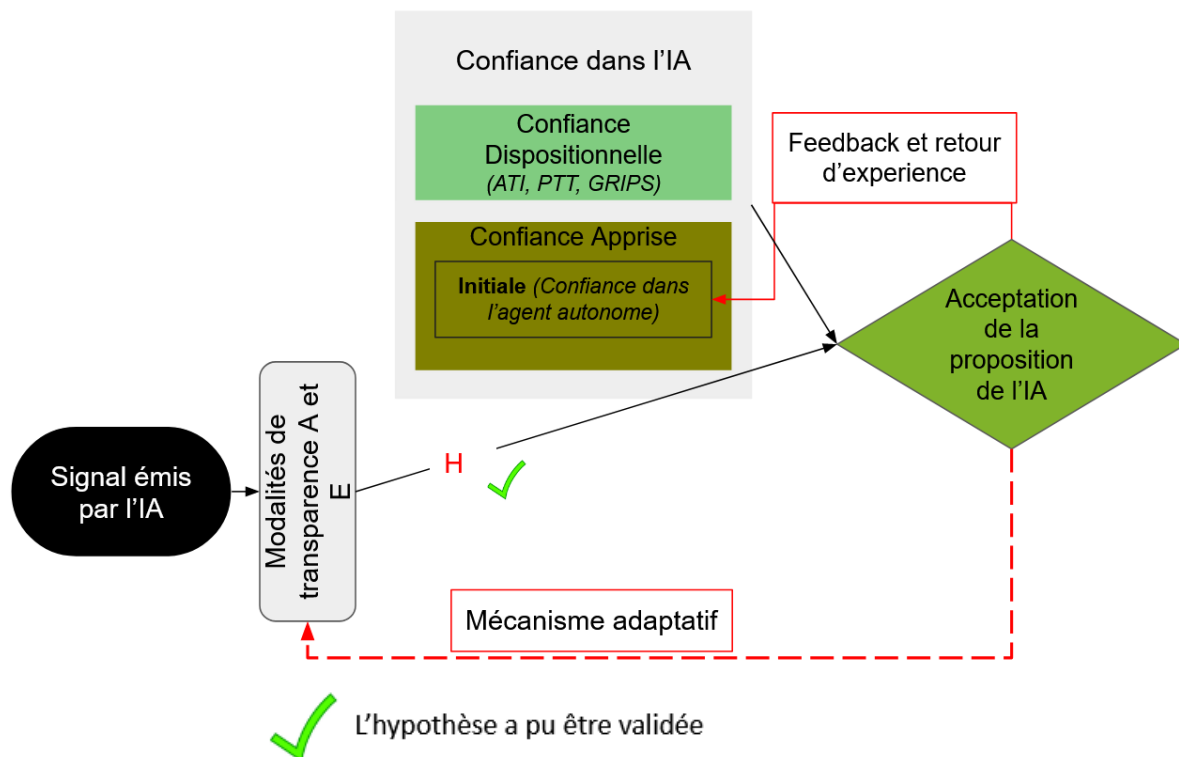 Confiance dans l'IA
Confiance
Dispositionnelle
(ATI, PTT, GRIPS)
Feedback et retour
d'experience
Confiance Apprise
Initiale (Confiance dans
l'agent autonome)
Acceptation
de la
proposition
de l'IA
Signal émis
par l'IA
Modalités de
transparence A et
E
H
Mécanisme adaptatif
L'hypothèse a pu être validée